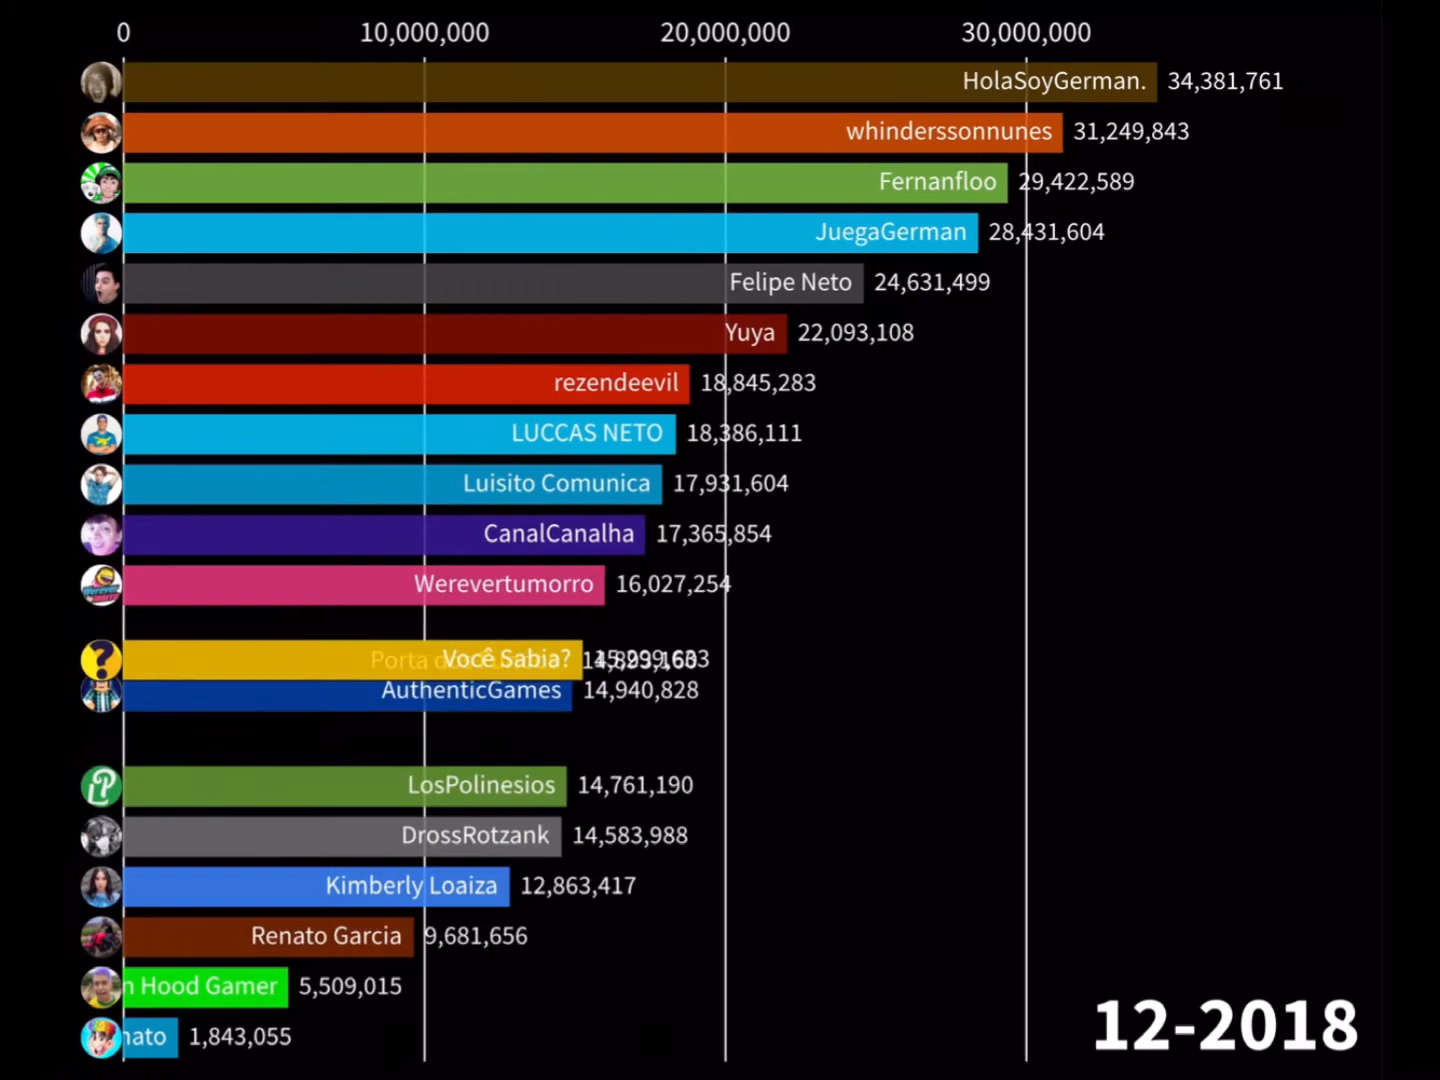 0 10,000,000 20,000,000 30,000,000
HolaSoyGerman. 34,381,761
whinderssonnunes 31,249,843
Fernanfloo 29,422,589
JuegaGerman 28,431,604
Felipe Neto 24,631,499
Yuya 22,093,108
rezendeevil 18,845,283
LUCCAS NETO 18,386,111
Luisito Comunica 17,931,604
CanalCanalha 17,365,854
Werevertumorro 16,027,254
Você Sabia?
AuthenticGames 14,940,828
LosPolinesios 14,761,190
DrossRotzank 14,583,988
Kimberly Loaiza 12,863,417
Renato Garcia 9,681,656
n Hood Gamer 5,509,015
nato 1,843,055
12-2018